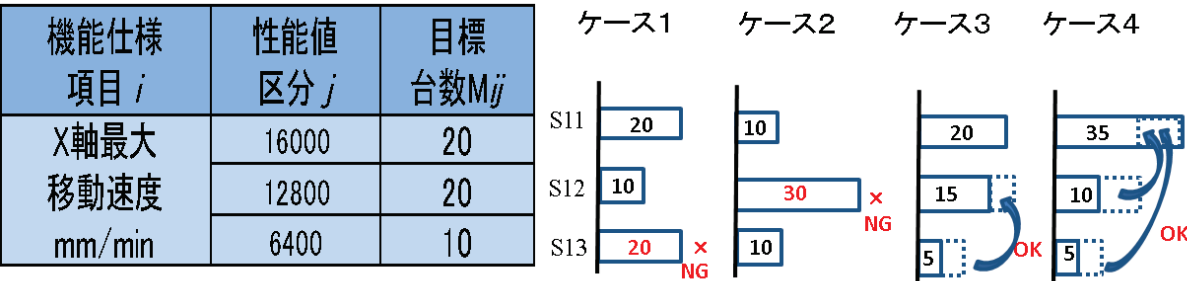 機能仕様 性能値 目標
項目 i 区分 j 台数Mij
X軸最大 16000 20
移動速度 12800 20
mm/min 6400 10
ケース1 ケース2 ケース3 ケース4
S11 20 10 20 35
S12 10 30 × NG 15 10
S13 20 × NG 10 5 OK 5 OK